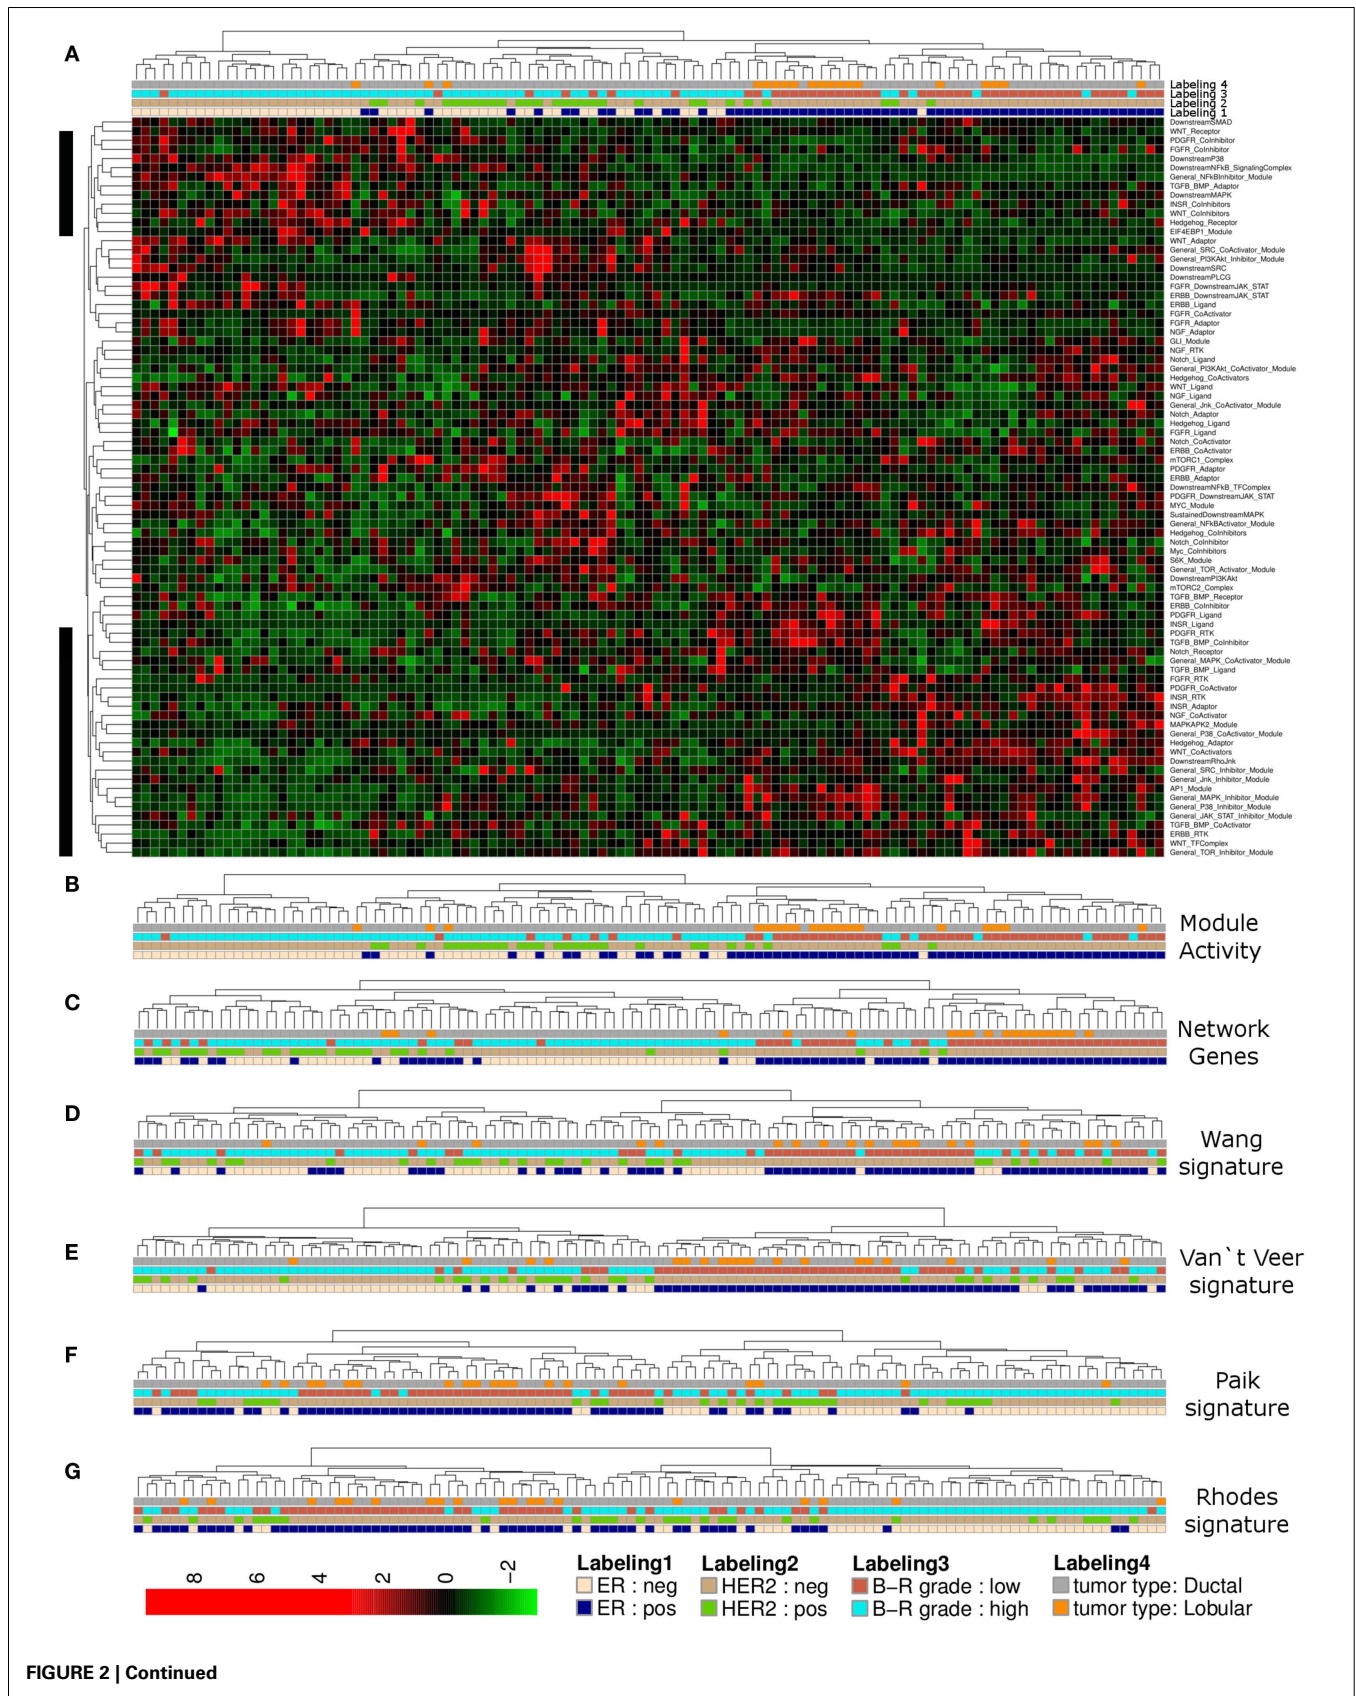 A
Labeling 4
Labeling 3
Labeling 2
Labeling 1
DownstreamSMAD
WNT_Receptor
PDGFR_CoInhibitor
FGFR_CoInhibitor
DownstreamP38
DownstreamNFkB_SignalingComplex
General_NFkBInhibitor_Module
TGFB_BMP_Adaptor
DownstreamMAPK
INSR_CoInhibitors
WNT_CoInhibitors
Hedgehog_Receptor
EIF4EBP1_Module
WNT_Adaptor
General_SRC_CoActivator_Module
General_PI3KAkt_Inhibitor_Module
DownstreamSRC
DownstreamPLCG
FGFR_DownstreamJAK_STAT
ERBB_DownstreamJAK_STAT
ERBB_Ligand
FGFR_CoActivator
FGFR_Adaptor
NGF_Adaptor
GLI_Module
NGF_RTK
Notch_Ligand
General_PI3KAkt_CoActivator_Module
Hedgehog_CoActivators
WNT_Ligand
NGF_Ligand
General_Jnk_CoActivator_Module
Notch_Adaptor
Hedgehog_Ligand
FGFR_Ligand
Notch_CoActivator
ERBB_CoActivator
mTORC1_Complex
PDGFR_Adaptor
ERBB_Adaptor
DownstreamNFkB_TFComplex
PDGFR_DownstreamJAK_STAT
MYC_Module
SustainedDownstreamMAPK
General_NFkBActivator_Module
Hedgehog_CoInhibitors
Notch_CoInhibitor
Myc_CoInhibitors
S6K_Module
General_TOR_Activator_Module
DownstreamPI3KAkt
mTORC2_Complex
TGFB_BMP_Receptor
ERBB_CoInhibitor
PDGFR_Ligand
INSR_Ligand
PDGFR_RTK
TGFB_BMP_CoInhibitor
Notch_Receptor
General_MAPK_CoActivator_Module
TGFB_BMP_Ligand
FGFR_RTK
PDGFR_CoActivator
INSR_RTK
INSR_Adaptor
NGF_CoActivator
MAPKAPK2_Module
General_P38_CoActivator_Module
Hedgehog_Adaptor
WNT_CoActivators
DownstreamRhoJnk
General_SRC_Inhibitor_Module
General_Jnk_Inhibitor_Module
AP1_Module
General_MAPK_Inhibitor_Module
General_P38_Inhibitor_Module
General_JAK_STAT_Inhibitor_Module
TGFB_BMP_CoActivator
ERBB_RTK
WNT_TFComplex
General_TOR_Inhibitor_Module
B
Module
Activity
C
Network
Genes
D
Wang
signature
E
Van`t Veer
signature
F
Paik
signature
G
Rhodes
signature
8 6 4 2 0 −2
Labeling1 Labeling2 Labeling3 Labeling4
ER : neg HER2 : neg B−R grade : low tumor type: Ductal
ER : pos HER2 : pos B−R grade : high tumor type: Lobular
FIGURE 2 | Continued